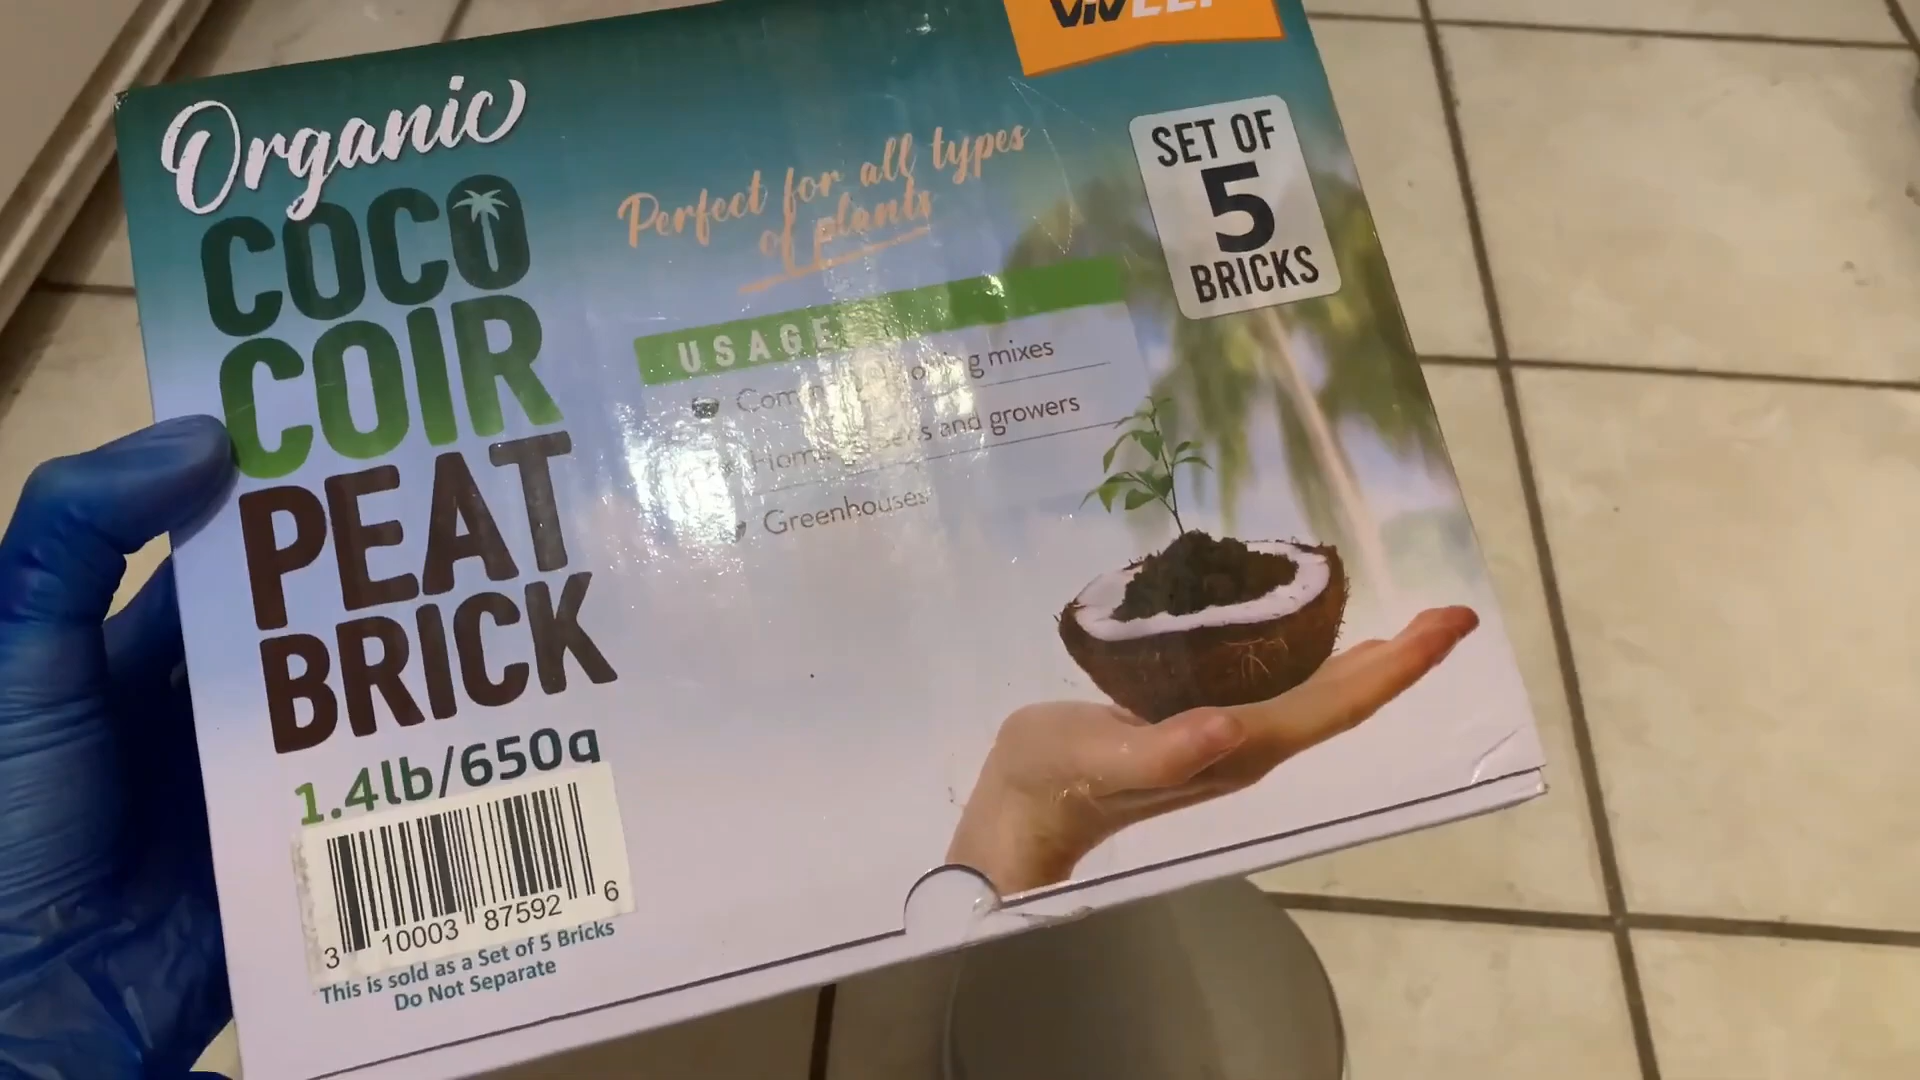 Organic
COCO
COIR
PEAT
BRICK
1.4lb/650g
3 10003 87592 6
This is sold as a Set of 5 Bricks
Do Not Separate
Perfect for all types
of plants
USAGE
mixes
and growers
Greenhouses
SET OF
5
BRICKS